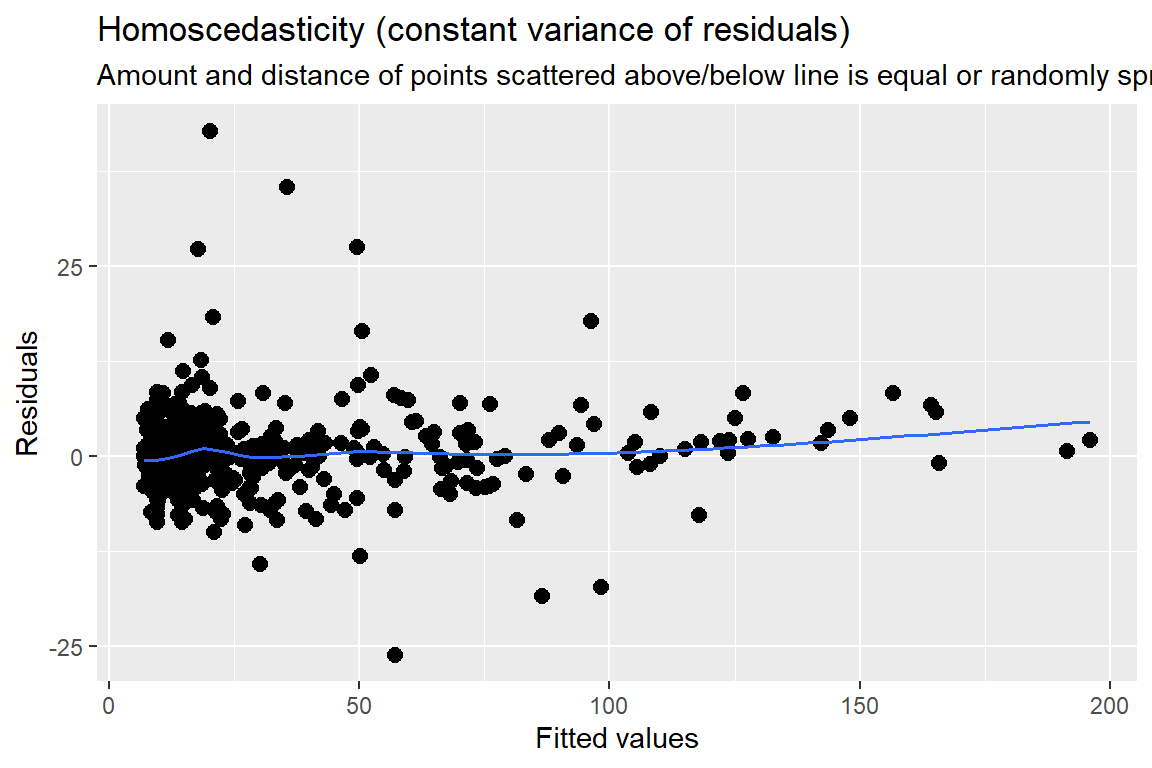 Homoscedasticity (constant variance of residuals)
Amount and distance of points scattered above/below line is equal or randomly spr
Residuals
25
0
-25
0 50 100 150 200
Fitted values